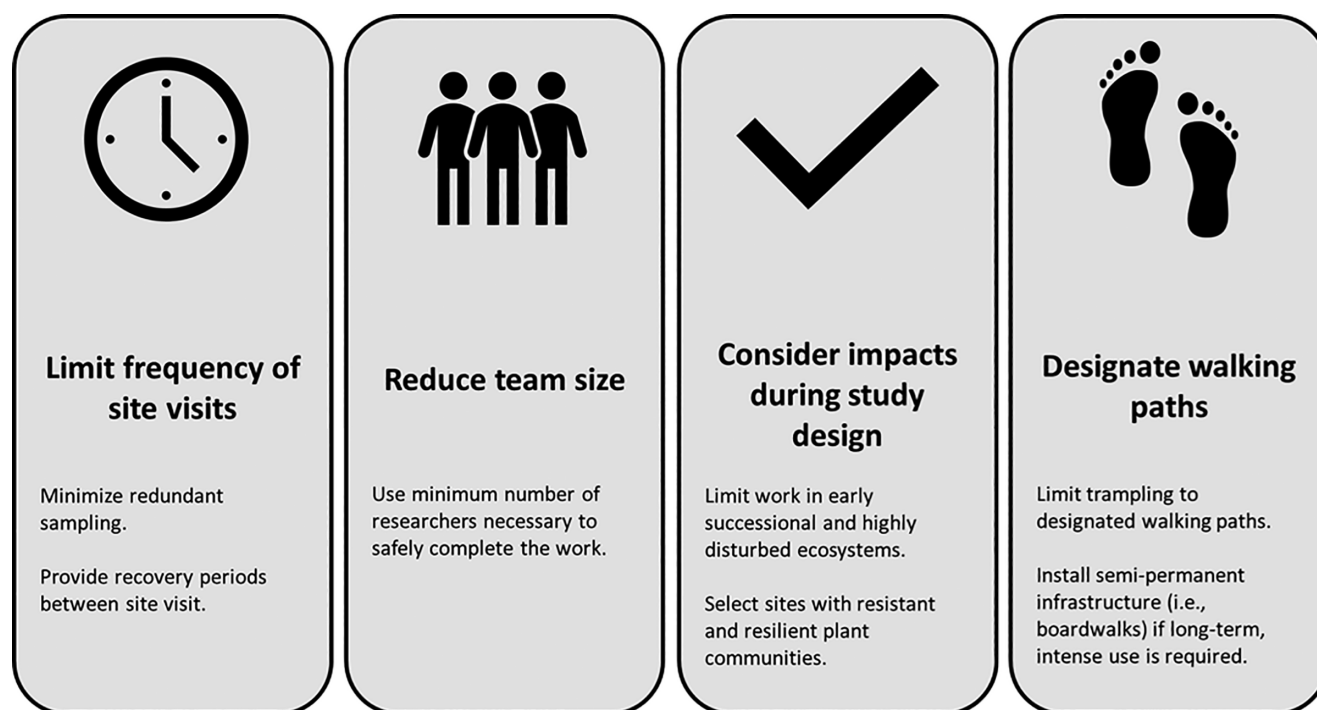 Limit frequency of
site visits
Minimize redundant
sampling.
Provide recovery periods
between site visit.
Reduce team size
Use minimum number of
researchers necessary to
safely complete the work.
Consider impacts
during study
design
Limit work in early
successional and highly
disturbed ecosystems.
Select sites with resistant
and resilient plant
communities.
Designate walking
paths
Limit trampling to
designated walking paths.
Install semi-permanent
infrastructure (i.e.,
boardwalks) if long-term,
intense use is required.